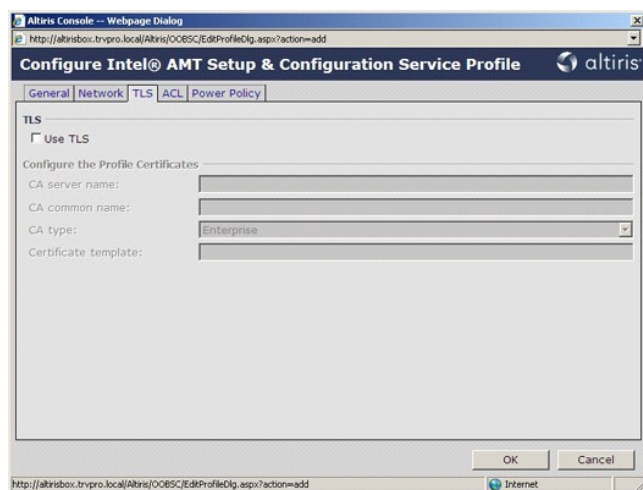 Altiris Console -- Webpage Dialog
http://altirisbox.trvpro.local/Altiris/OOBSC/EditProfileDlg.aspx?action=add
Configure Intel® AMT Setup & Configuration Service Profile
altiris
General Network TLS ACL Power Policy
TLS
Use TLS
Configure the Profile Certificates
CA server name:
CA common name:
CA type: Enterprise
Certificate template:
OK Cancel
http://altirisbox.trvpro.local/Altiris/OOBSC/EditProfileDlg.aspx?action=add Internet